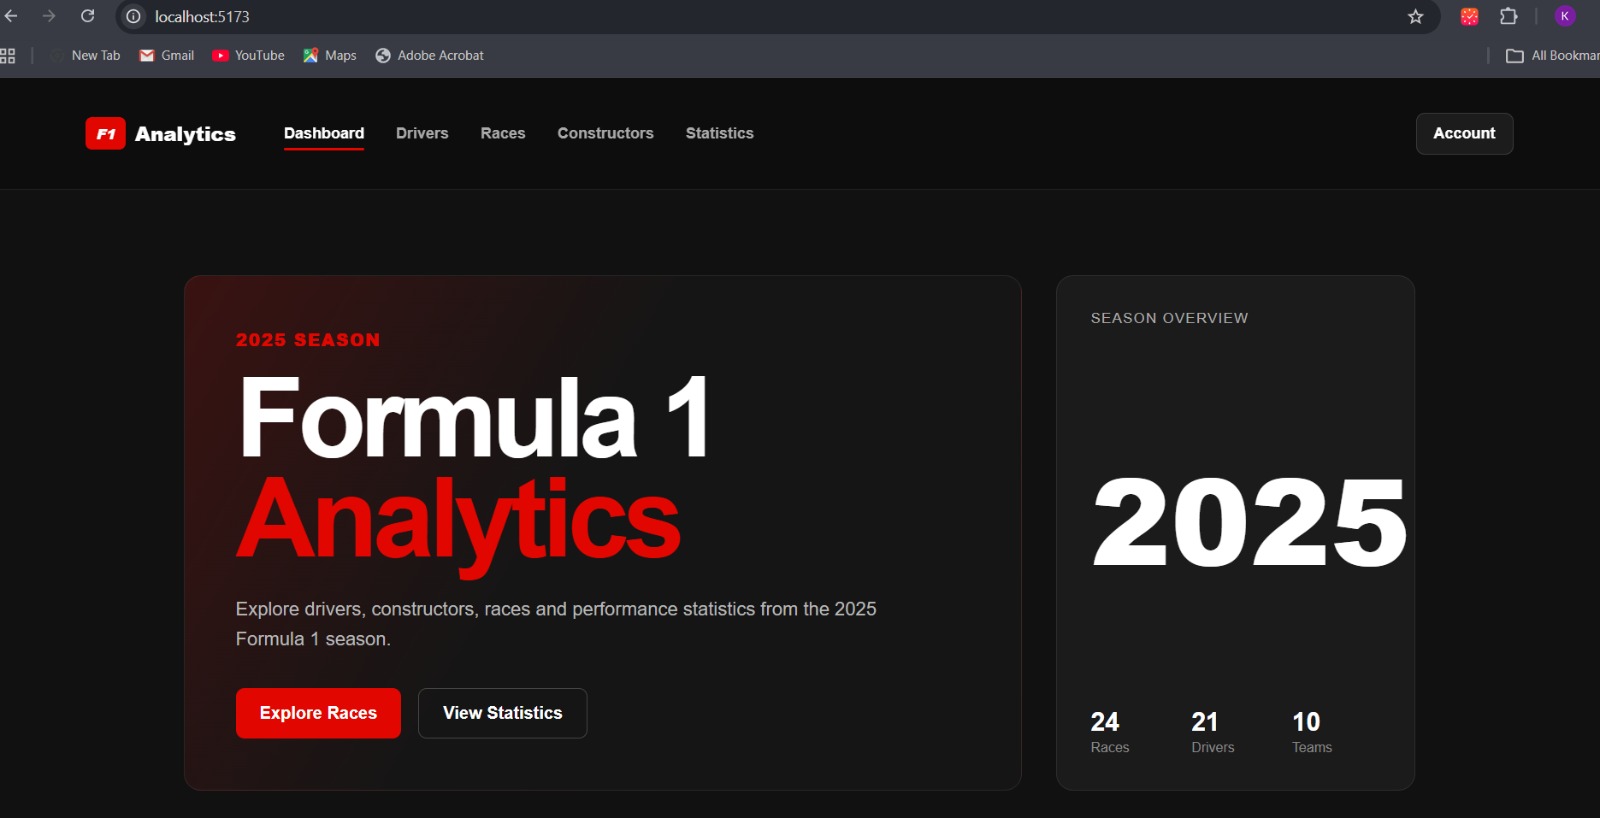 localhost:5173
K
New Tab
Gmail
YouTube
Maps
Adobe Acrobat
F1 Analytics
Dashboard
Drivers
Races
Constructors
Statistics
Account
2025 SEASON
Formula 1
Analytics
Explore drivers, constructors, races and performance statistics from the 2025
Formula 1 season.
Explore Races
View Statistics
SEASON OVERVIEW
2025
24
Races
21
Drivers
10
Teams